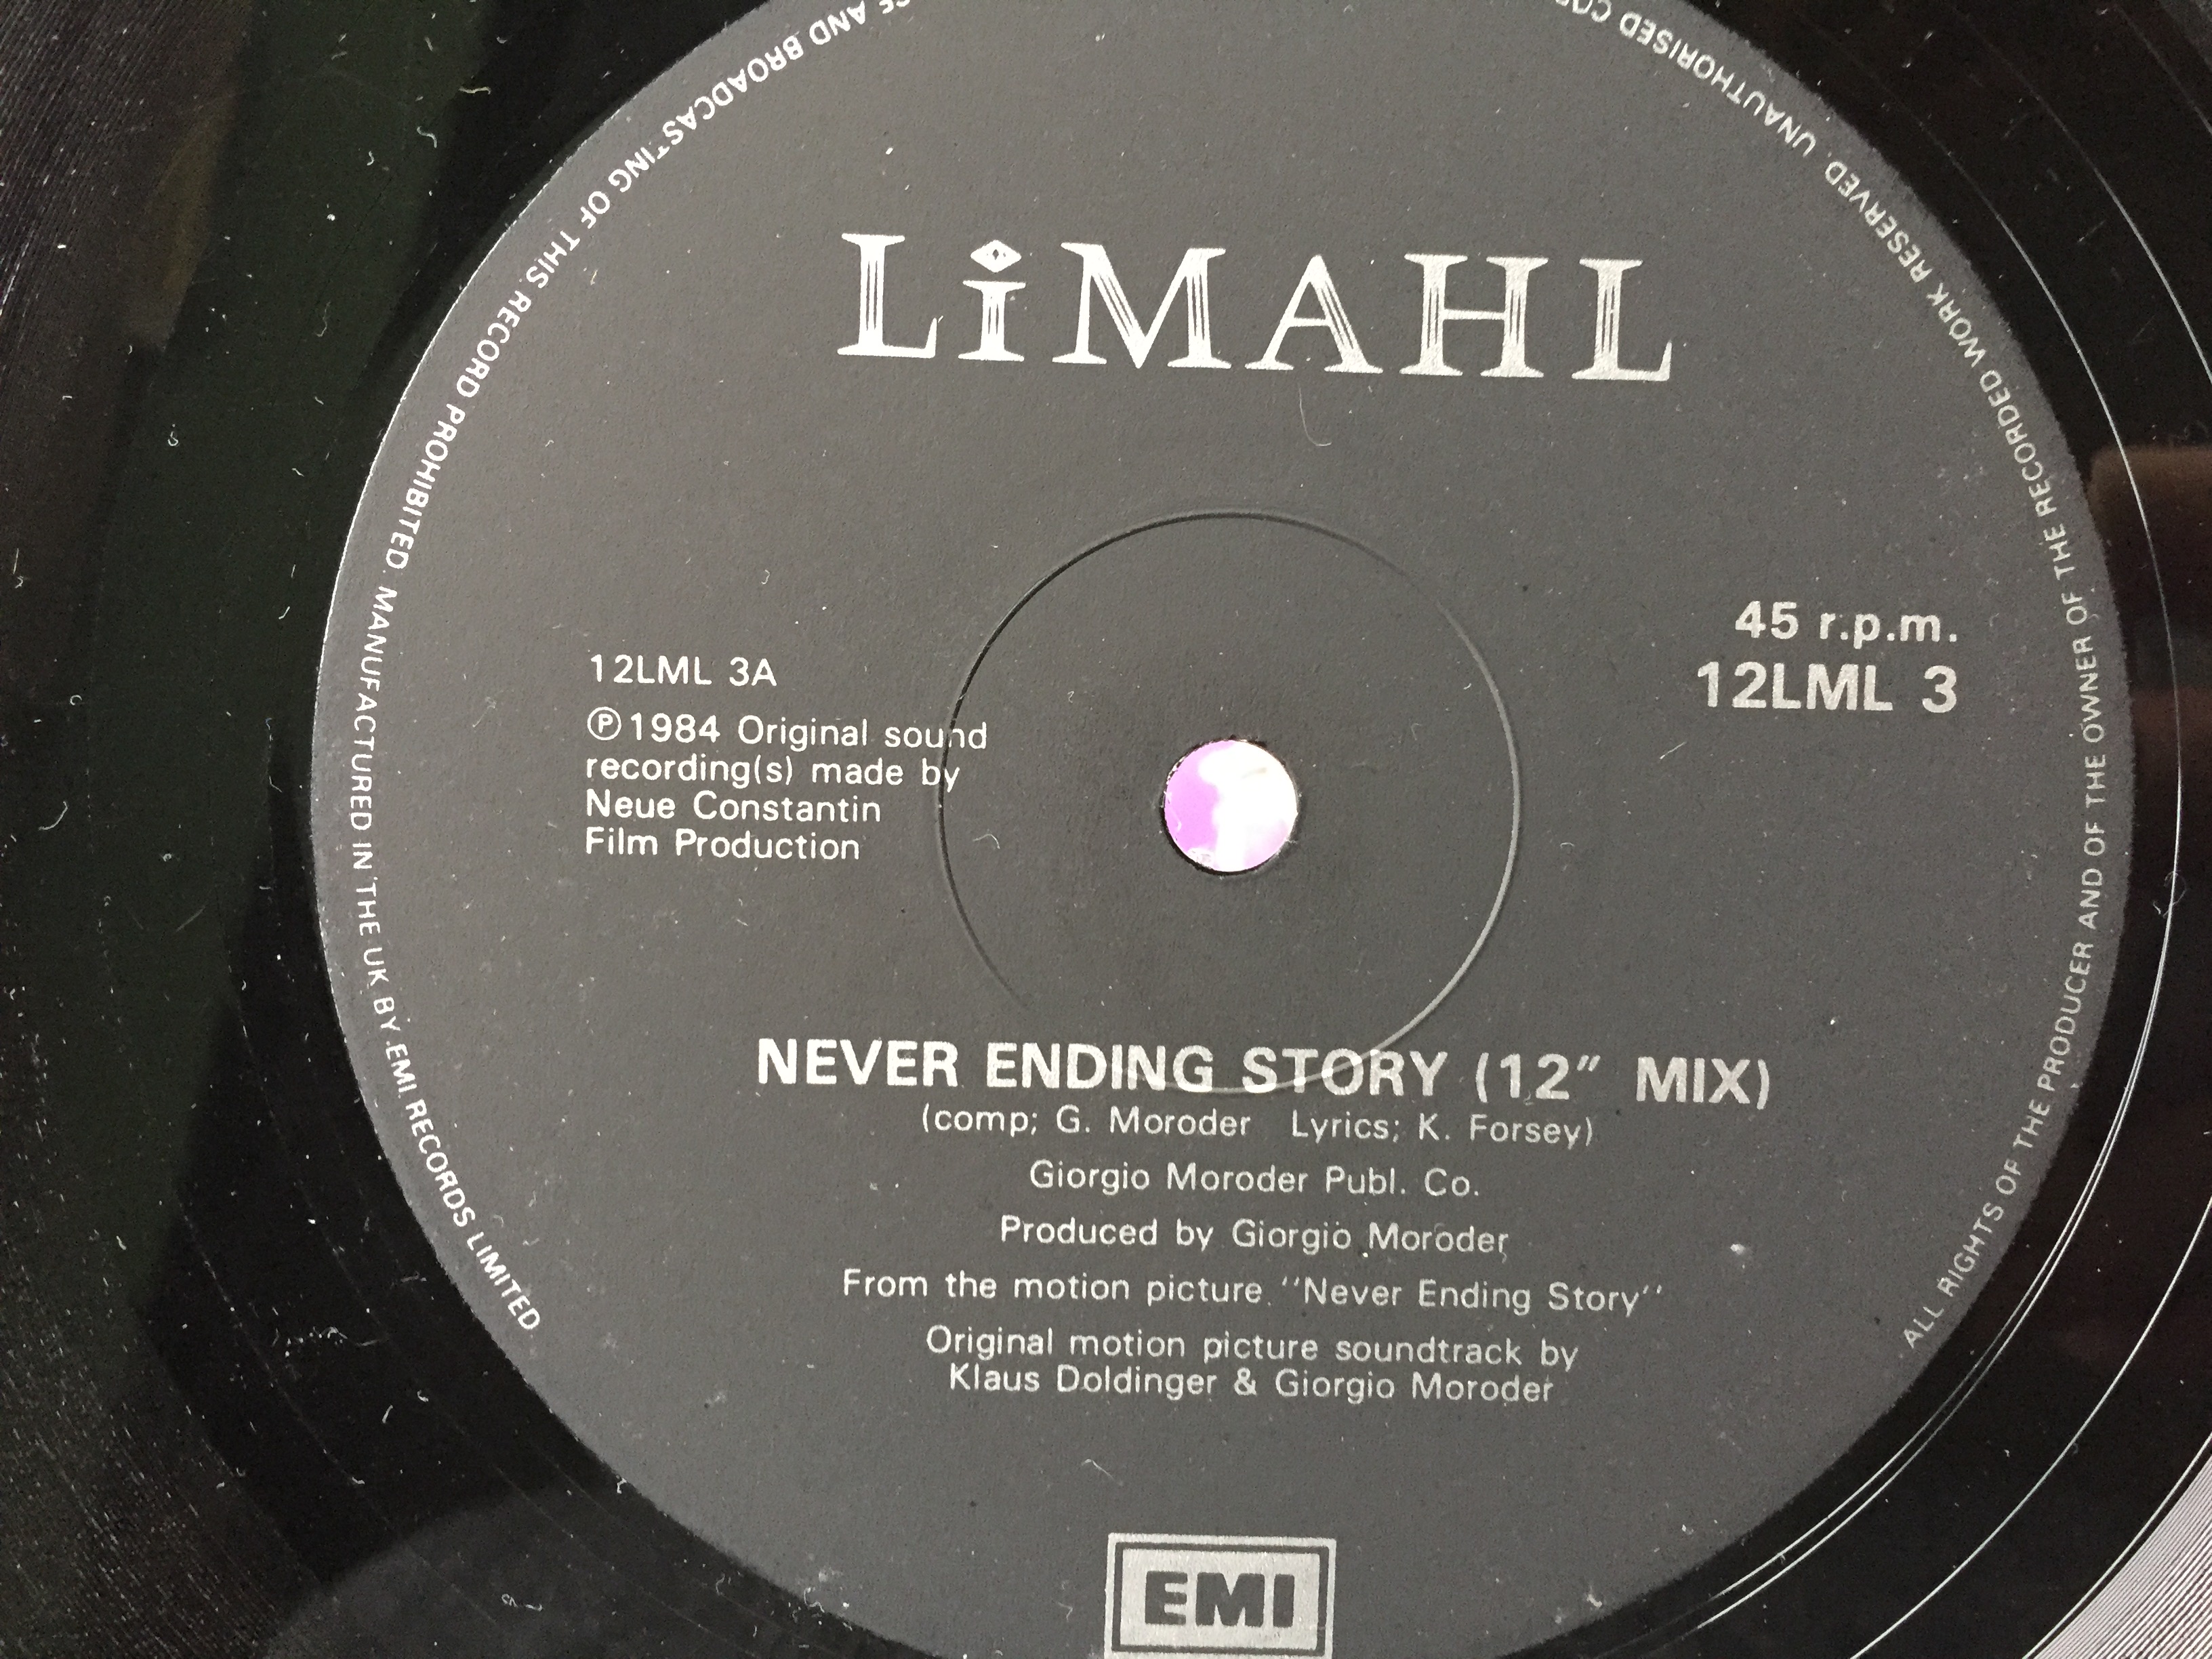 LiMAHL
45 r.p.m.
12LML 3
12LML 3A
Ⓟ1984 Original sound
recording(s) made by
Neue Constantin
Film Production
NEVER ENDING STORY (12" MIX)
(comp; G. Moroder Lyrics; K. Forsey)
Giorgio Moroder Publ. Co.
Produced by Giorgio Moroder
From the motion picture "Never Ending Story"
Original motion picture soundtrack by
Klaus Doldinger & Giorgio Moroder
EMI
ALL RIGHTS OF THE PRODUCER AND OF THE OWNER OF THE RECORDED WORK RESERVED. UNAUTHORISED
AND BROADCASTING OF THIS RECORD PROHIBITED. MANUFACTURED IN THE UK BY EMI RECORDS LIMITED.